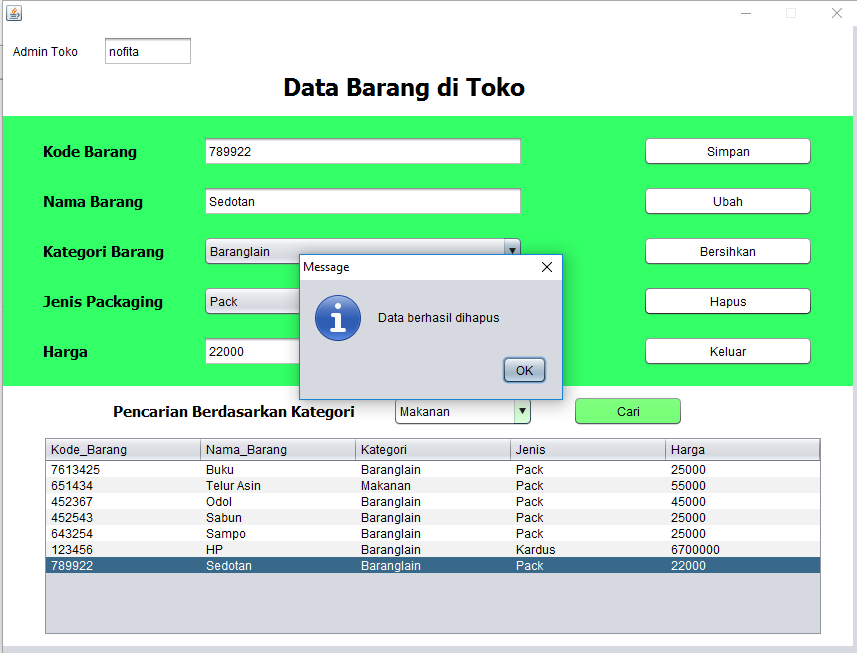 Admin Toko nofita
Data Barang di Toko
Kode Barang 789922 Simpan
Nama Barang Sedotan Ubah
Kategori Barang Baranglain Bersihkan
Message
Jenis Packaging Pack Data berhasil dihapus Hapus
Harga 22000 Keluar
OK
Pencarian Berdasarkan Kategori Makanan Cari
Kode_Barang Nama_Barang Kategori Jenis Harga
7613425 Buku Baranglain Pack 25000
651434 Telur Asin Makanan Pack 55000
452367 Odol Baranglain Pack 45000
452543 Sabun Baranglain Pack 25000
643254 Sampo Baranglain Pack 25000
123456 HP Baranglain Kardus 6700000
789922 Sedotan Baranglain Pack 22000